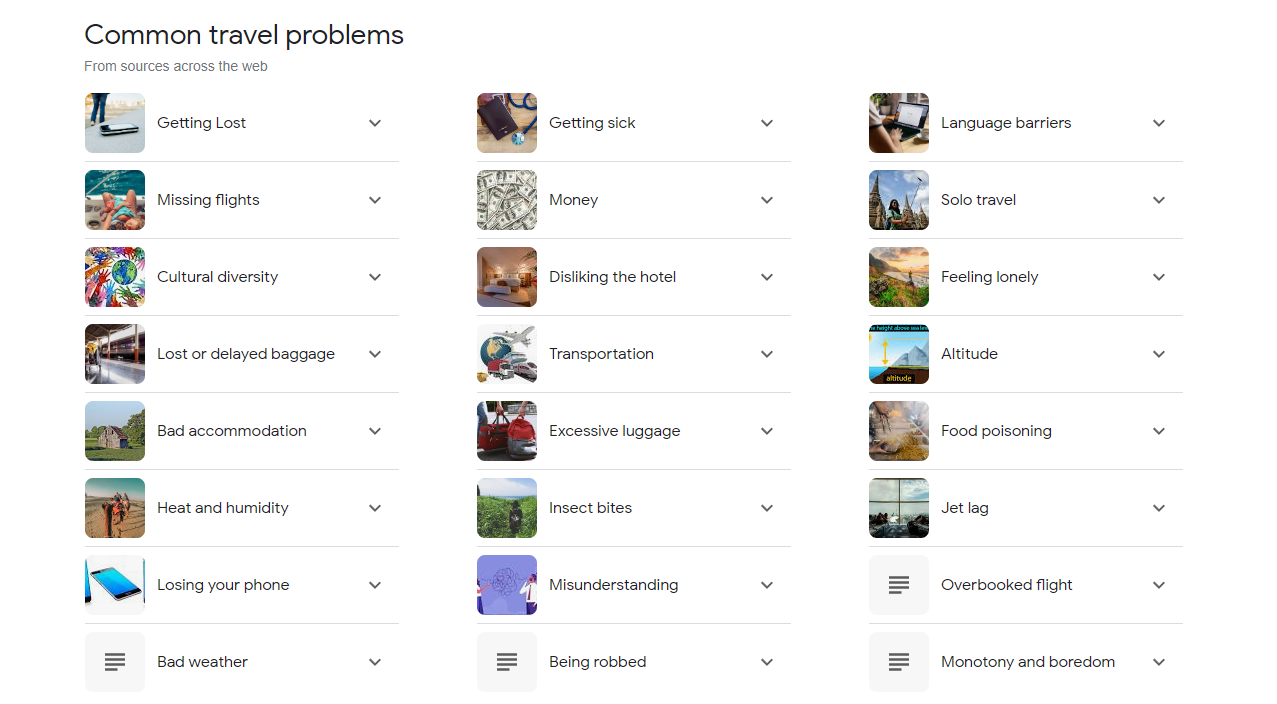 Common travel problems
From sources across the web
Getting Lost
Getting sick
Language barriers
Missing flights
Money
Solo travel
Cultural diversity
Disliking the hotel
Feeling lonely
Lost or delayed baggage
Transportation
height above sea
altitude
Altitude
Bad accommodation
Excessive luggage
Food poisoning
Heat and humidity
Insect bites
Jet lag
Losing your phone
Misunderstanding
Overbooked flight
Bad weather
Being robbed
Monotony and boredom